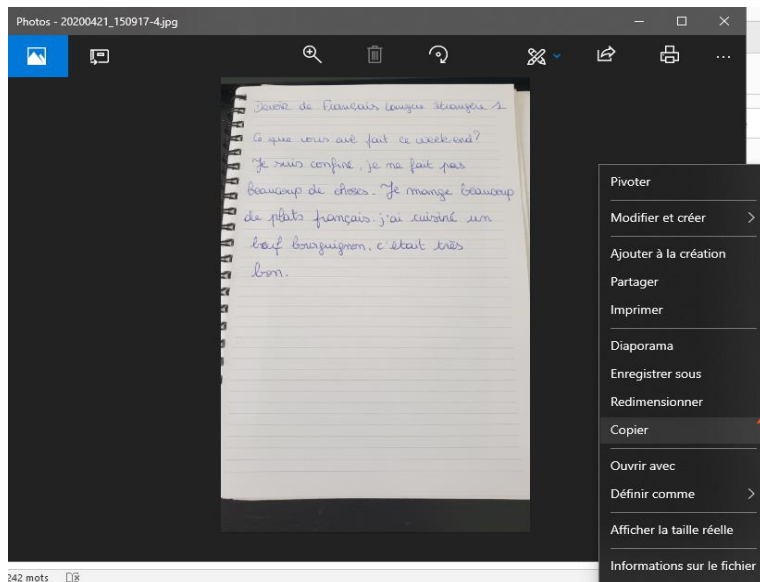 Photos - 20200421_150917-4.jpg
Devoir de Français langue étrangère 1
Ce que vous avé fait ce week-end?
Je suis confiné, je ne fait pas
beaucoup de choses. Je mange beaucoup
de plats français. j'ai cuisiné un
bœuf bourguignon, c'était très
bon.
Pivoter
Modifier et créer
Ajouter à la création
Partager
Imprimer
Diaporama
Enregistrer sous
Redimensionner
Copier
Ouvrir avec
Définir comme
Afficher la taille réelle
Informations sur le fichier
242 mots